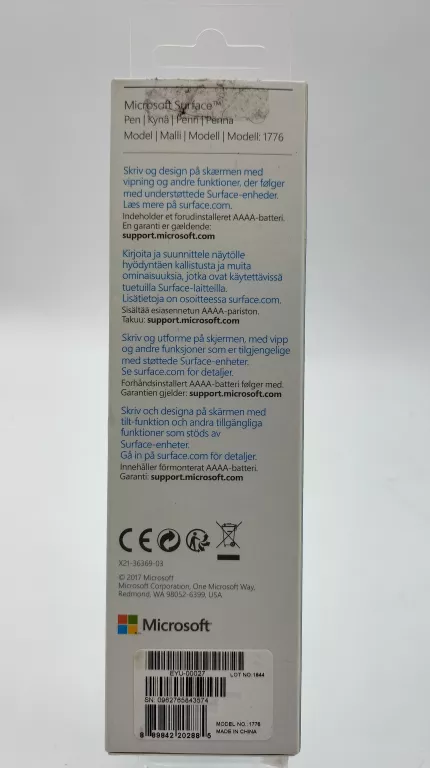 Microsoft Surface™
Pen | Kynä | Penn | Penna
Model | Malli | Modell | Modell: 1776
Skriv og design på skærmen med
vipning og andre funktioner, der følger
med understøttede Surface-enheder.
Læs mere på surface.com.
Indeholder et forudinstalleret AAAA-batteri.
En garanti er gældende:
support.microsoft.com
Kirjoita ja suunnittele näytölle
hyödyntäen kallistusta ja muita
ominaisuuksia, jotka ovat käytettävissä
tuetuilla Surface-laitteilla.
Lisätietoja on osoitteessa surface.com.
Sisältää esiasennetun AAAA-pariston.
Takuu: support.microsoft.com
Skriv og utforme på skjermen, med vipp
og andre funksjoner som er tilgjengelige
med støttede Surface-enheter.
Se surface.com for detaljer.
Forhåndsinstallert AAAA-batteri følger med.
Garantien gjelder: support.microsoft.com
Skriv och designa på skärmen med
tilt-funktion och andra tillgängliga
funktioner som stöds av
Surface-enheter.
Gå in på surface.com för detaljer.
Innehåller förmonterat AAAA-batteri.
Garanti: support.microsoft.com
CE
X21-36369-03
© 2017 Microsoft
Microsoft Corporation, One Microsoft Way,
Redmond, WA 98052-6399, USA
Microsoft
EYU-00027 LOT NO:1844
SN: 0962765643574
MODEL NO.:1776
MADE IN CHINA
8 89842 20288 5